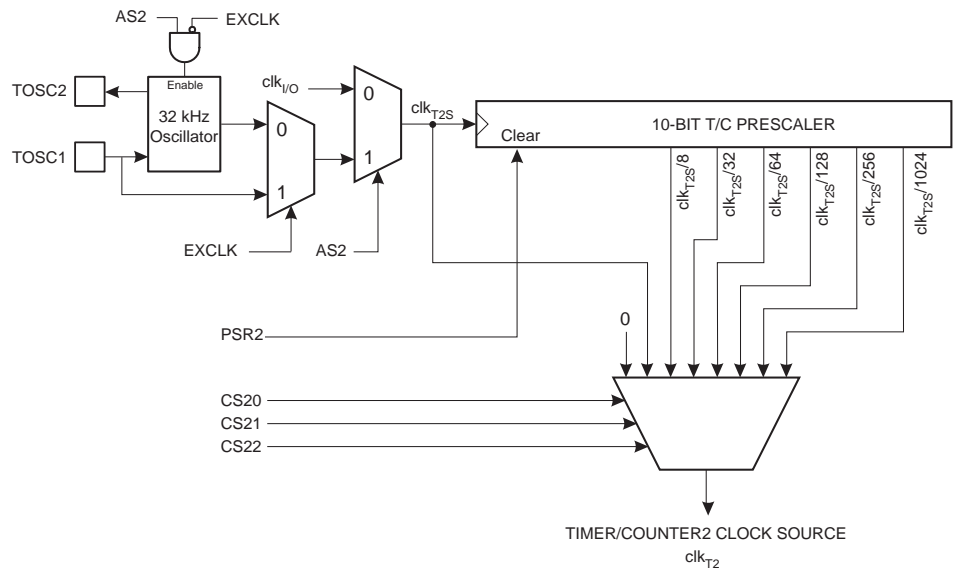 AS2
EXCLK
TOSC2
Enable
32 kHz
Oscillator
TOSC1
clkI/O
0
1
0
1
clkT2S
Clear
10-BIT T/C PRESCALER
clkT2S/8
clkT2S/32
clkT2S/64
clkT2S/128
clkT2S/256
clkT2S/1024
EXCLK
AS2
PSR2
0
CS20
CS21
CS22
TIMER/COUNTER2 CLOCK SOURCE
clkT2